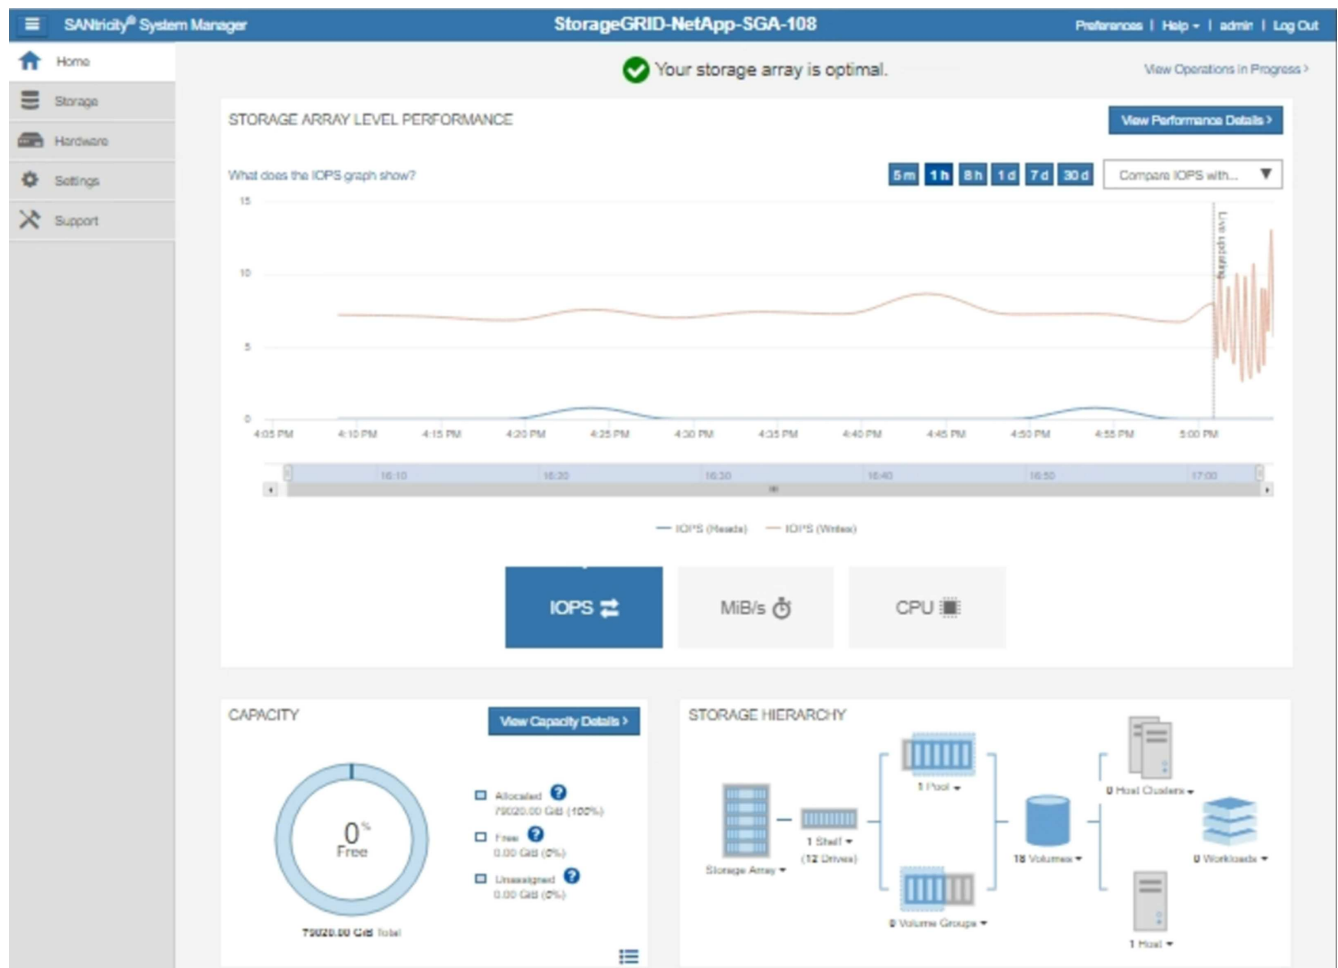 SANtricity® System Manager StorageGRID-NetApp-SGA-108 Preferences | Help | admin | Log Out
Home
Storage
Hardware
Settings
Support
Your storage array is optimal.
View Operations in Progress >
STORAGE ARRAY LEVEL PERFORMANCE
View Performance Details >
What does the IOPS graph show?
5 m 1 h 8 h 1 d 7 d 30 d Compare IOPS with...
15
10
5
0
Live updating
4:05 PM 4:10 PM 4:15 PM 4:20 PM 4:25 PM 4:30 PM 4:35 PM 4:40 PM 4:45 PM 4:50 PM 4:55 PM 5:00 PM
16:10 16:20 16:30 16:40 16:50 17:00
IOPS (Reads) IOPS (Writes)
IOPS MiB/s CPU
CAPACITY
View Capacity Details >
0%
Free
79020.00 GiB Total
Allocated ?
79020.00 GiB (100%)
Free ?
0.00 GiB (0%)
Unassigned ?
0.00 GiB (0%)
STORAGE HIERARCHY
Storage Array
1 Shelf
(12 Drives)
1 Pool
0 Volume Groups
18 Volumes
0 Host Clusters
1 Host
0 Workloads